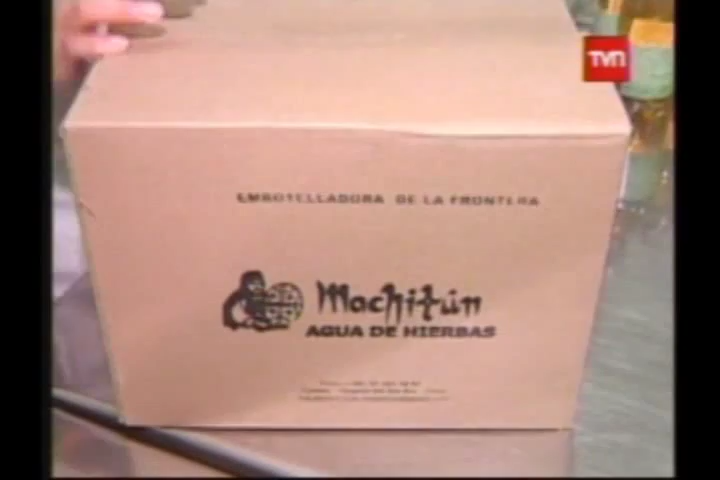 TVN
EMBOTELLADORA DE LA FRONTERA
Machitún
AGUA DE HIERBAS